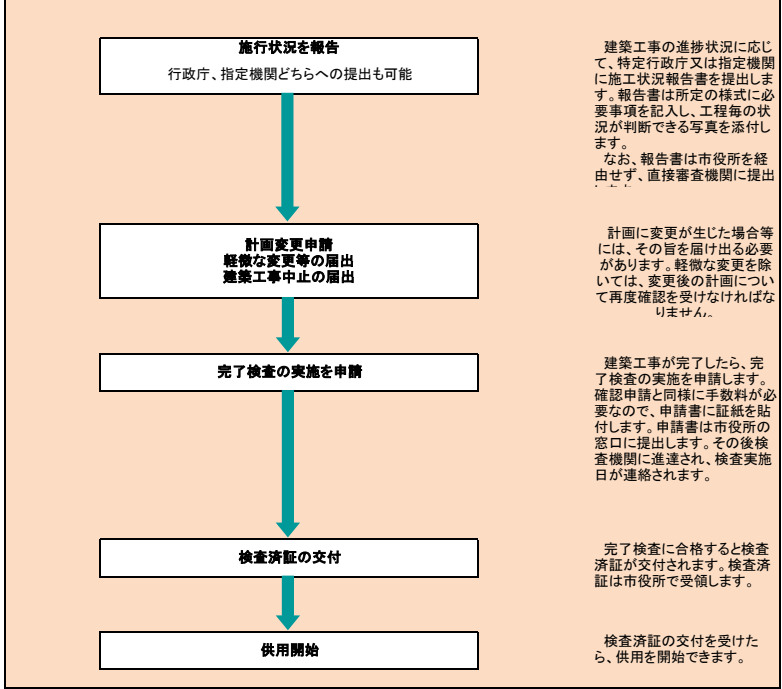 施行状況を報告
行政庁、指定機関どちらへの提出も可能
建築工事の進捗状況に応じ
て、特定行政庁又は指定機関
に施工状況報告書を提出しま
す。報告書は所定の様式に必
要事項を記入し、工程毎の状
況が判断できる写真を添付し
ます。
なお、報告書は市役所を経
由せず、直接審査機関に提出
計画変更申請
軽微な変更等の届出
建築工事中止の届出
計画に変更が生じた場合等
には、その旨を届け出る必要
があります。軽微な変更を除
いては、変更後の計画につい
て再度確認を受けなければな
りません。
完了検査の実施を申請
建築工事が完了したら、完
了検査の実施を申請します。
確認申請と同様に手数料が必
要なので、申請書に証紙を貼
付します。申請書は市役所の
窓口に提出します。その後検
査機関に進達され、検査実施
日が連絡されます。
検査済証の交付
完了検査に合格すると検査
済証が交付されます。検査済
証は市役所で受領します。
供用開始
検査済証の交付を受けた
ら、供用を開始できます。